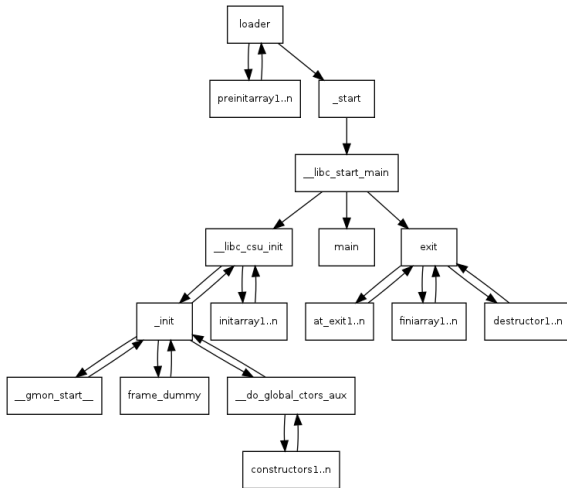 loader
preinitarray1..n
_start
__libc_start_main
__libc_csu_init
main
exit
_init
initarray1..n
at_exit1..n
finiarray1..n
destructor1..n
__gmon_start__
frame_dummy
__do_global_ctors_aux
constructors1..n